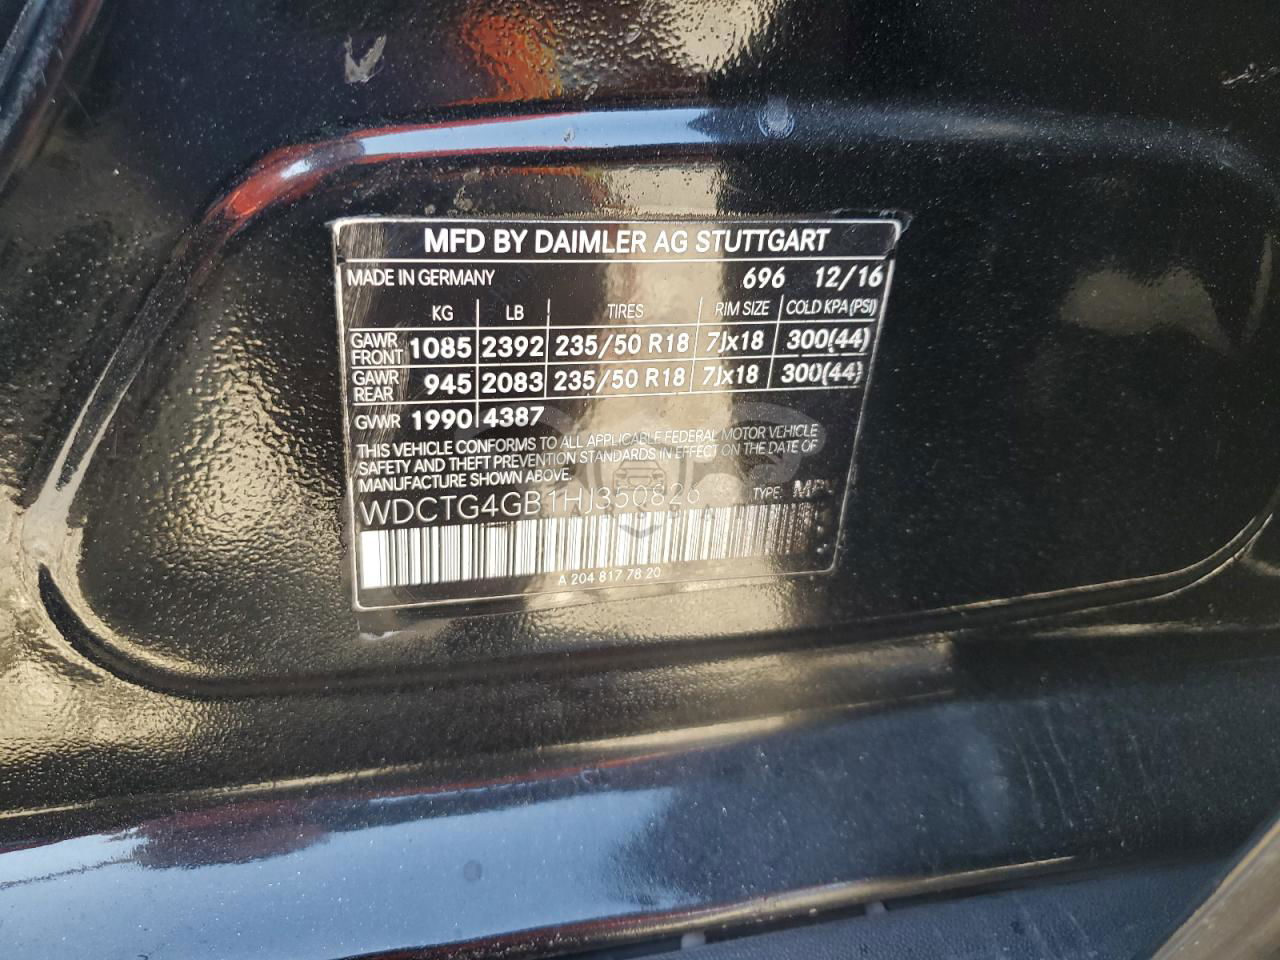 MFD BY DAIMLER AG STUTTGART
MADE IN GERMANY 696 12/16
KG LB TIRES RIM SIZE COLD KPA (PSI)
GAWR FRONT 1085 2392 235/50 R18 7Jx18 300(44)
GAWR REAR 945 2083 235/50 R18 7Jx18 300(44)
GVWR 1990 4387
THIS VEHICLE CONFORMS TO ALL APPLICABLE FEDERAL MOTOR VEHICLE
SAFETY AND THEFT PREVENTION STANDARDS IN EFFECT ON THE DATE OF
MANUFACTURE SHOWN ABOVE.
WDCTG4GB1HJ350826 TYPE: MPV
A 204 817 78 20